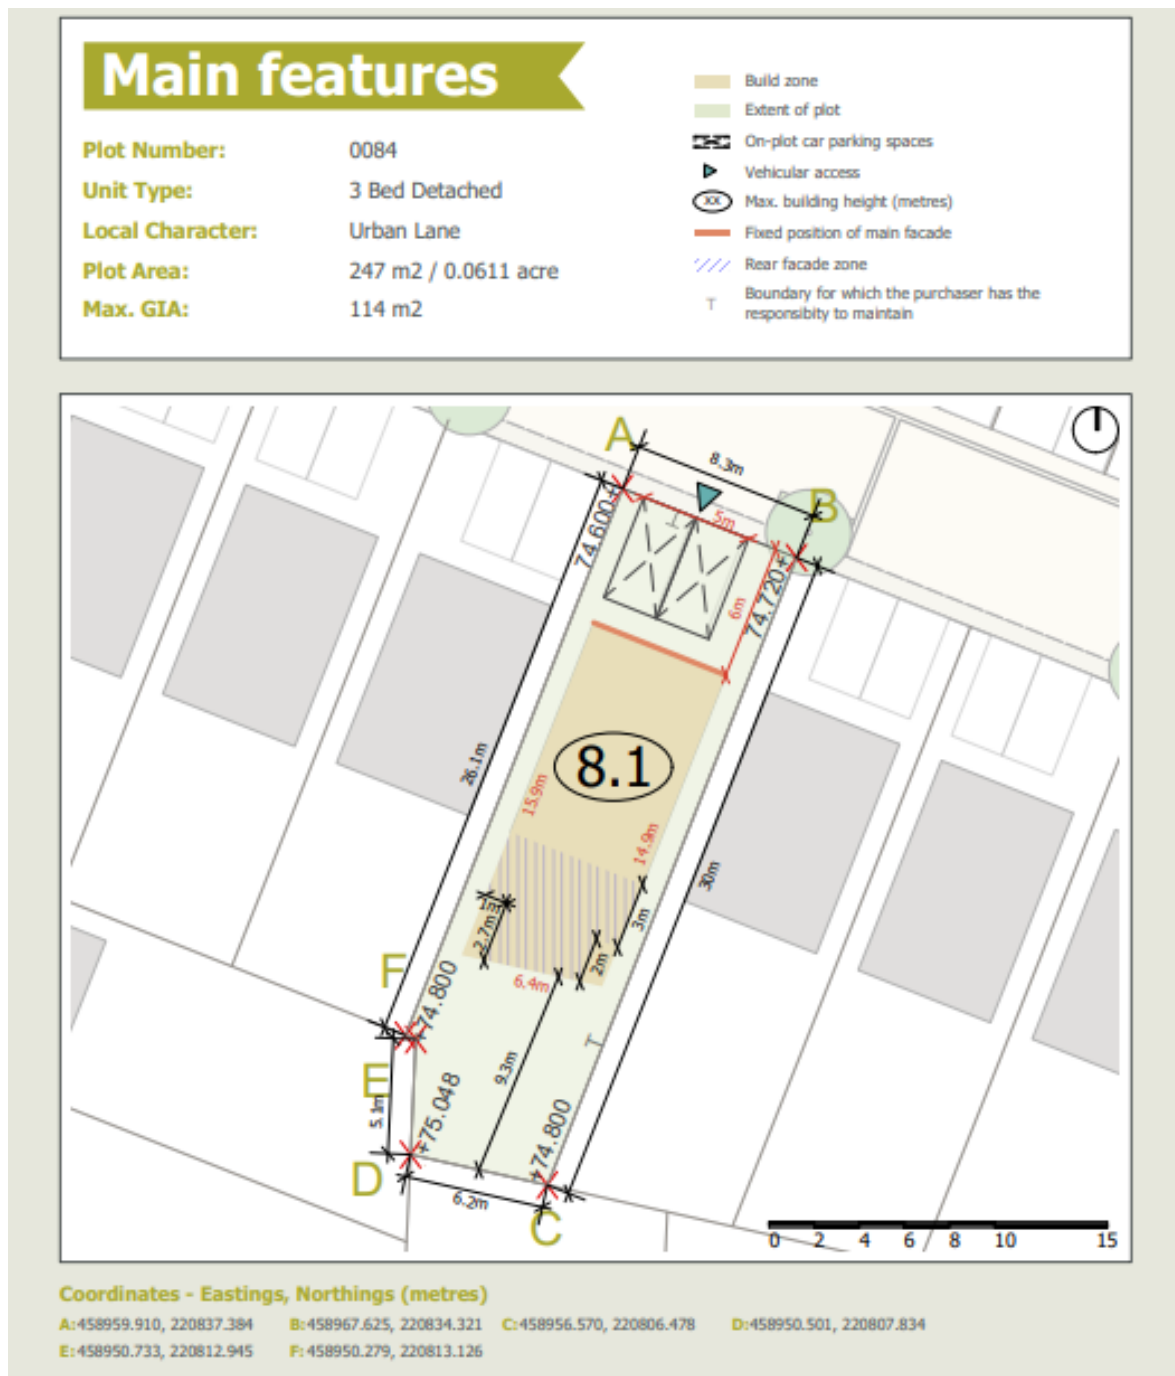 Main features
Plot Number: 0084
Unit Type: 3 Bed Detached
Local Character: Urban Lane
Plot Area: 247 m2 / 0.0611 acre
Max. GIA: 114 m2
Build zone
Extent of plot
On-plot car parking spaces
Vehicular access
XX Max. building height (metres)
Fixed position of main facade
Rear facade zone
T Boundary for which the purchaser has the
responsibity to maintain
A
8.3m
B
74.600+
5m
74.720+
6m
26.1m
8.1
15.9m
14.9m
30m
1m
2.7m
3m
2m
6.4m
F
+74.800
E
9.3m
T
5.1m
+75.048
+74.800
D
6.2m
C
0 2 4 6 8 10 15
Coordinates - Eastings, Northings (metres)
A:458959.910, 220837.384 B:458967.625, 220834.321 C:458956.570, 220806.478 D:458950.501, 220807.834
E:458950.733, 220812.945 F:458950.279, 220813.126